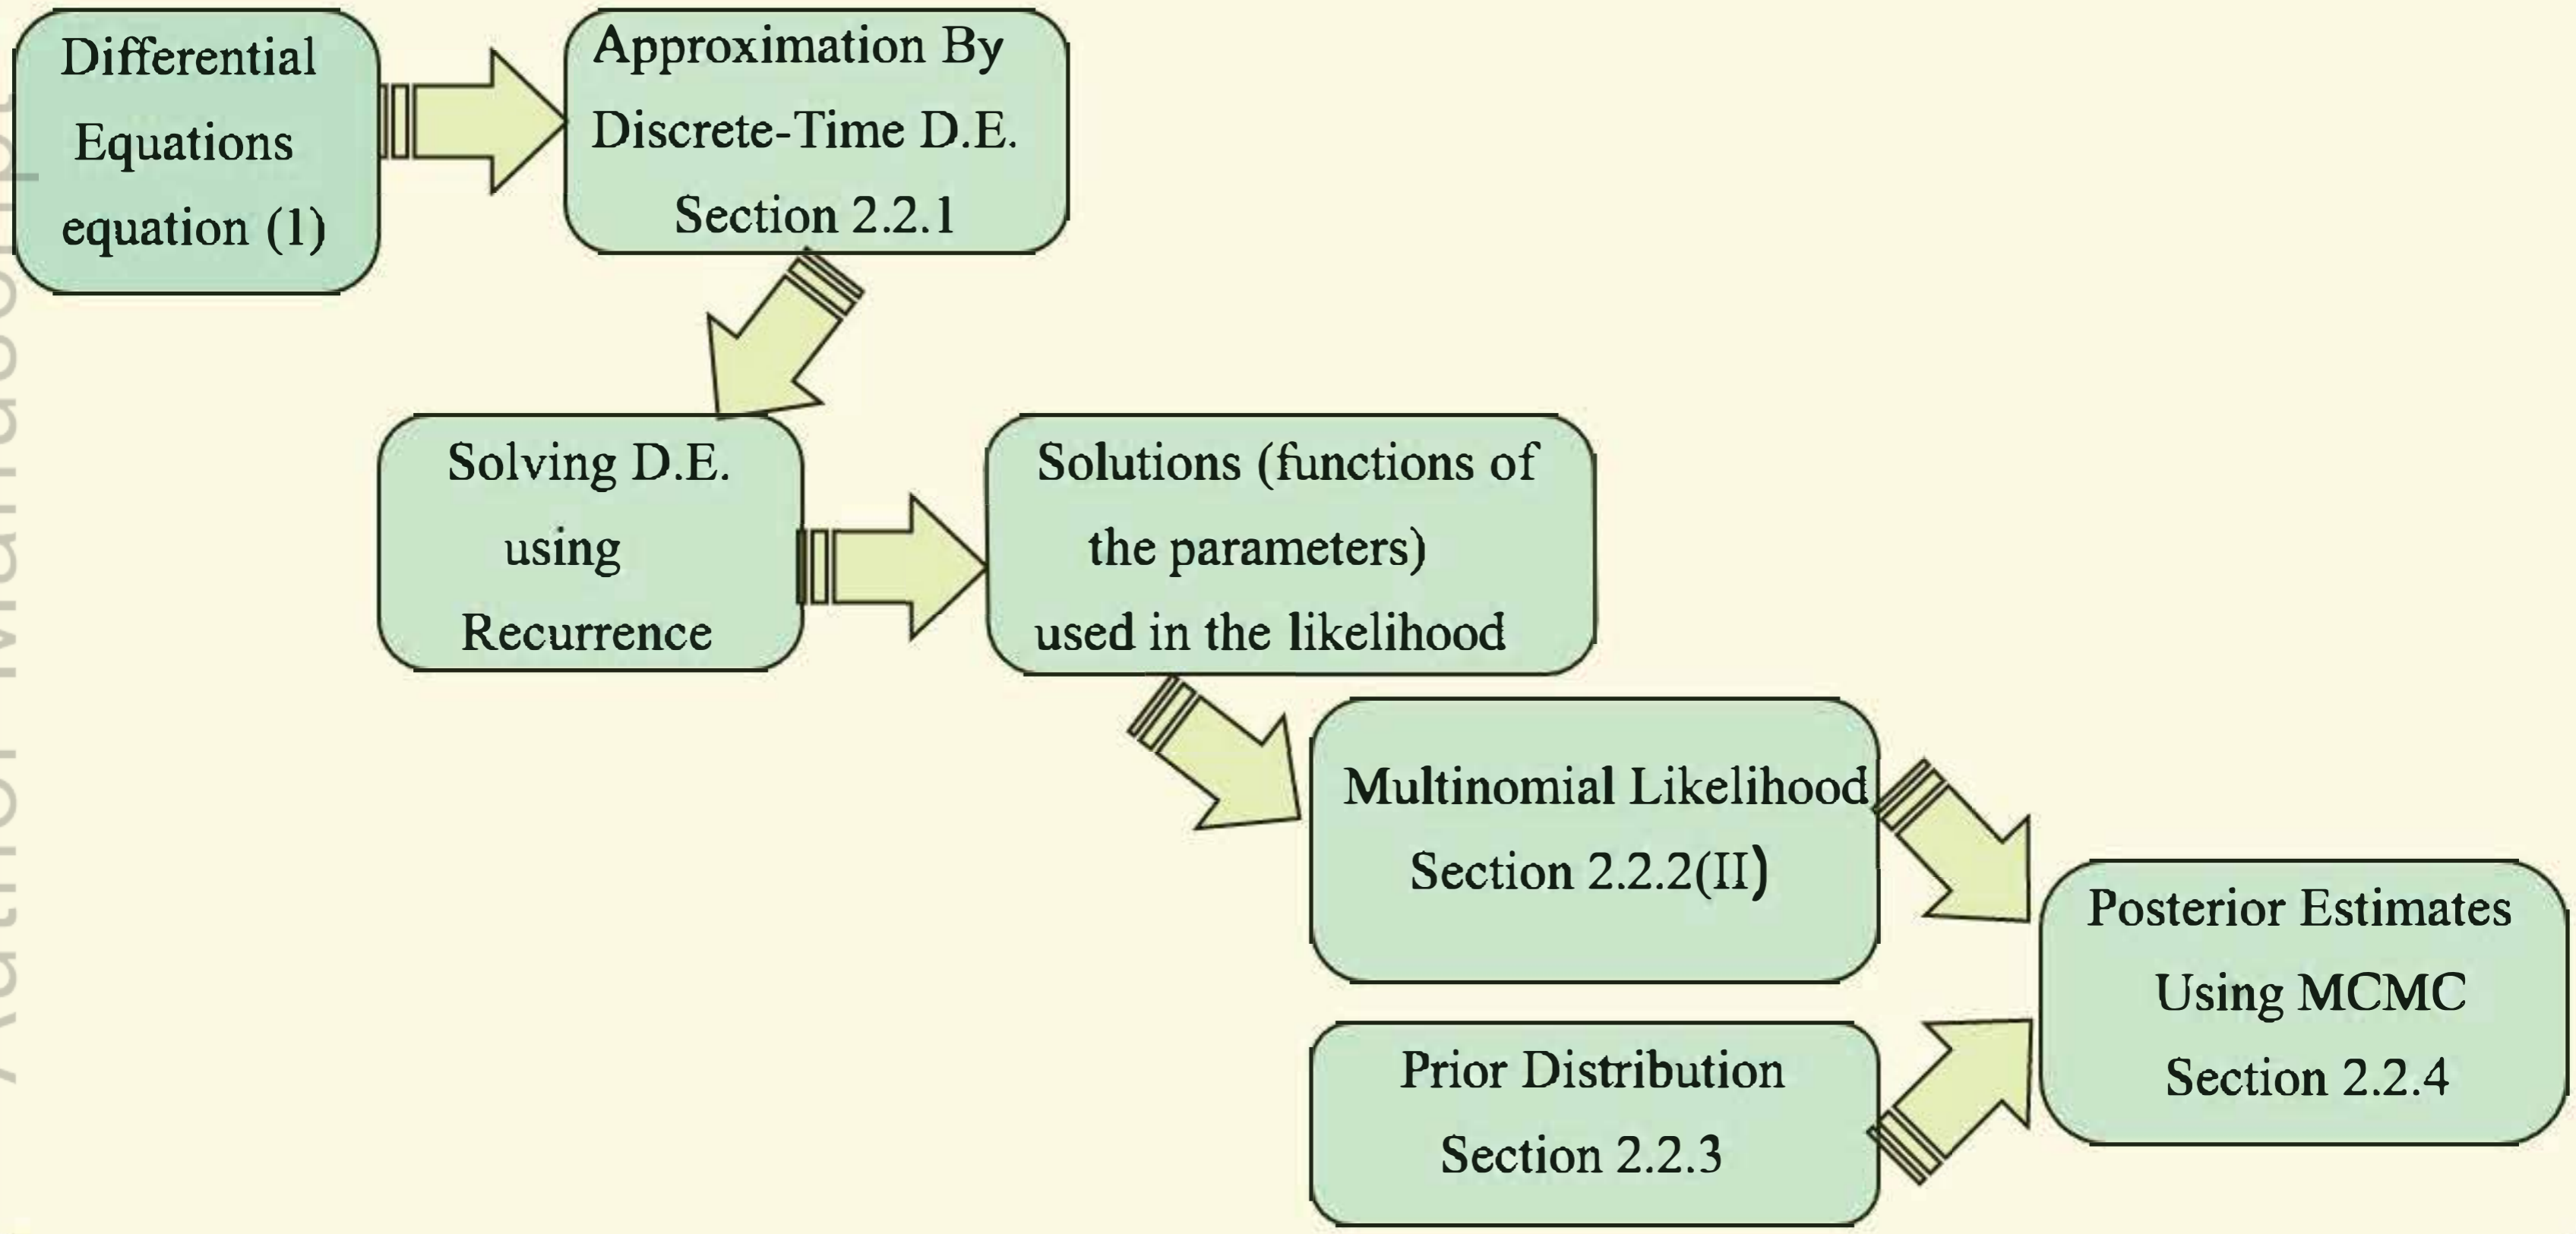 Differential
Equations
equation (1)
Approximation By
Discrete-Time D.E.
Section 2.2.1
Solving D.E.
using
Recurrence
Solutions (functions of
the parameters)
used in the likelihood
Multinomial Likelihood
Section 2.2.2(II)
Prior Distribution
Section 2.2.3
Posterior Estimates
Using MCMC
Section 2.2.4